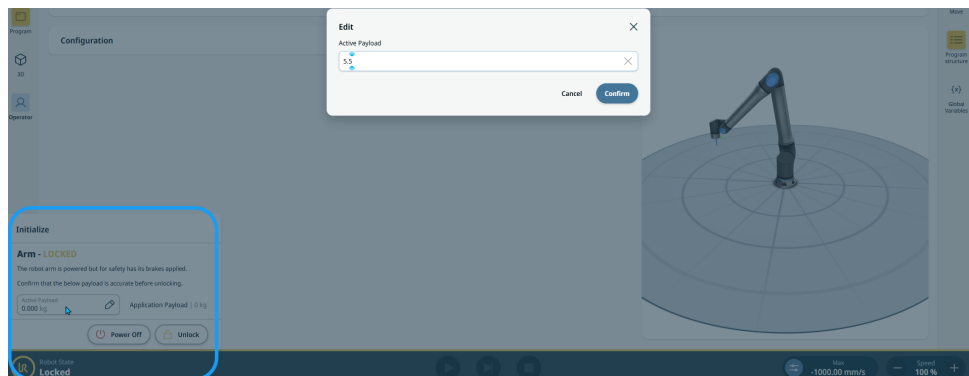 Edit
Active Payload
5.5
Cancel
Confirm
Program
3D
Operator
Configuration
Move
Program structure
{x}
Global Variables
Initialize
Arm - LOCKED
The robot arm is powered but for safety has its brakes applied.
Confirm that the below payload is accurate before unlocking.
Active Payload
0.000 kg
Application Payload : 0 kg
Power Off
Unlock
UR
Robot State
Locked
Max
-1000.00 mm/s
Speed
100 %